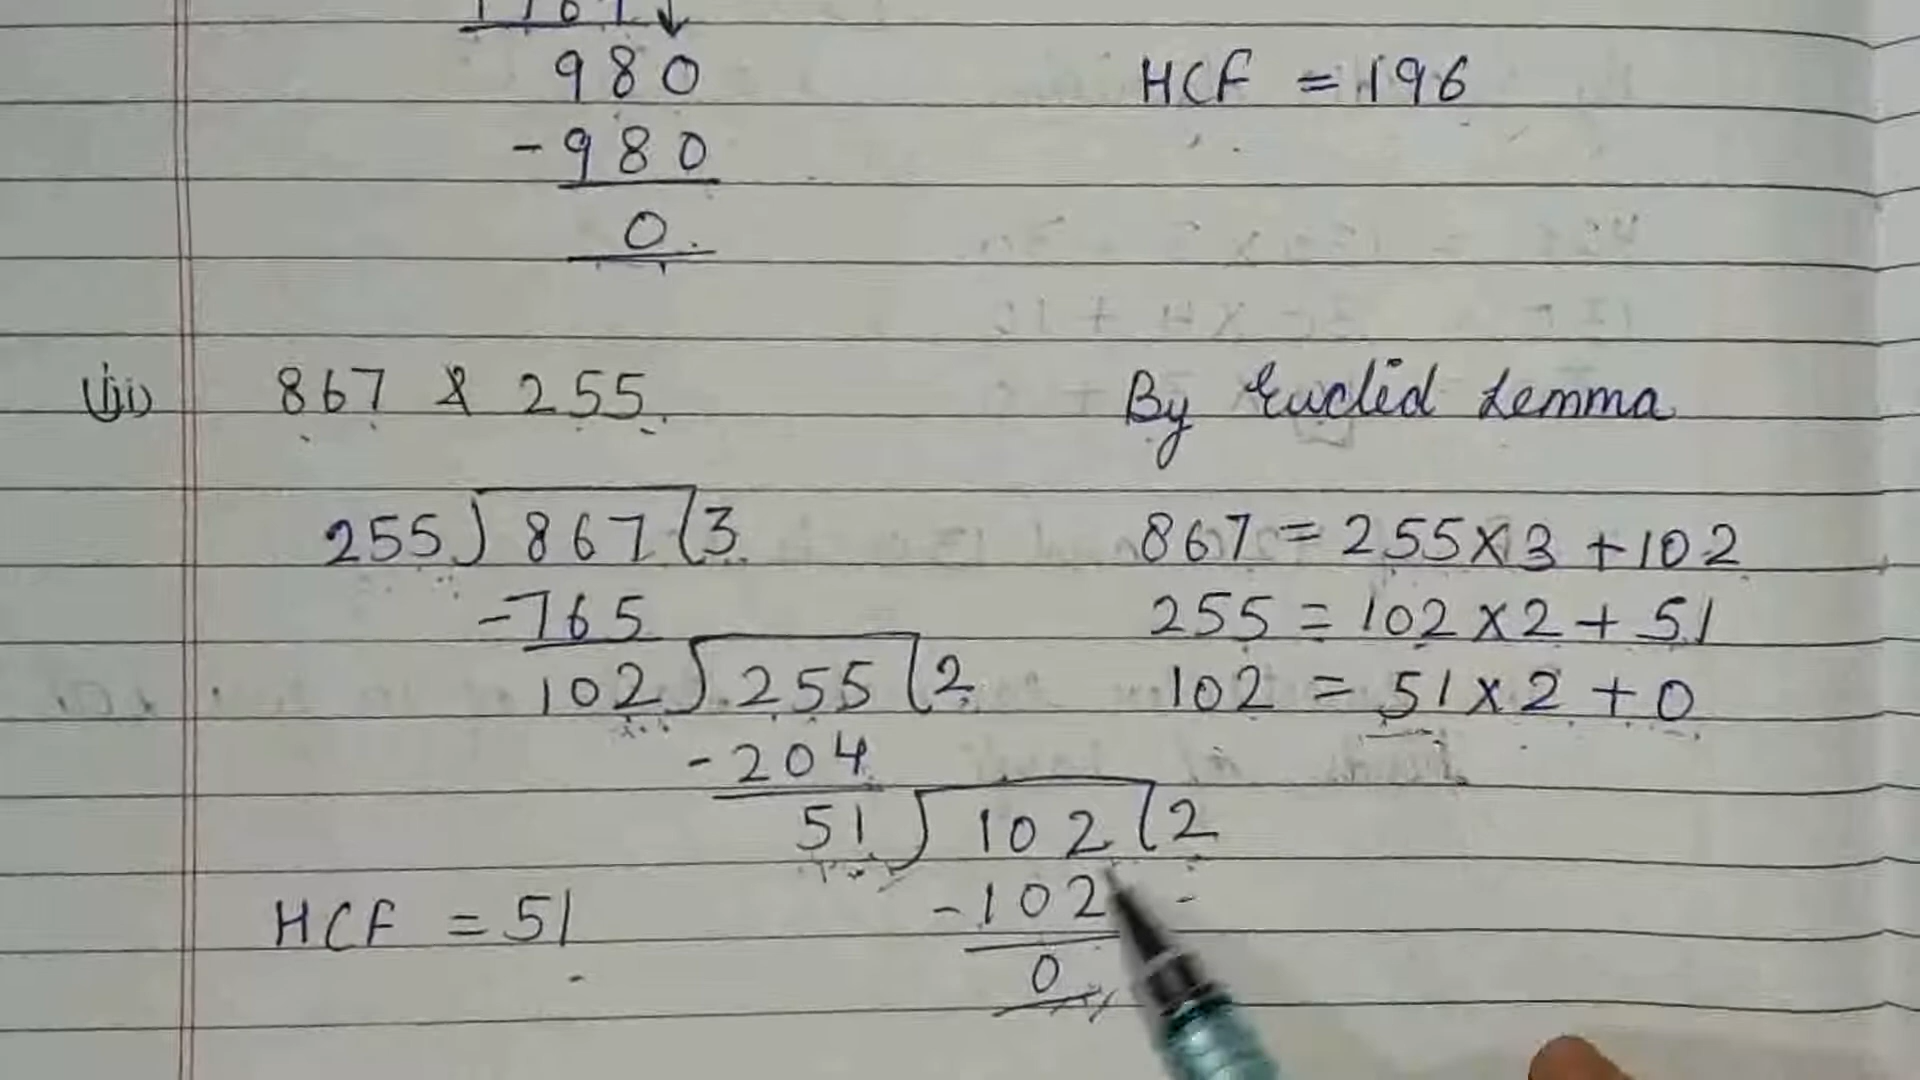 980
HCF = 196
- 980
0
(iii) 867 & 255
By Euclid Lemma
255) 867 (3
867 = 255 × 3 + 102
- 765
255 = 102 × 2 + 51
102) 255 (2
102 = 51 × 2 + 0
- 204
51) 102 (2
- 102
HCF = 51
0